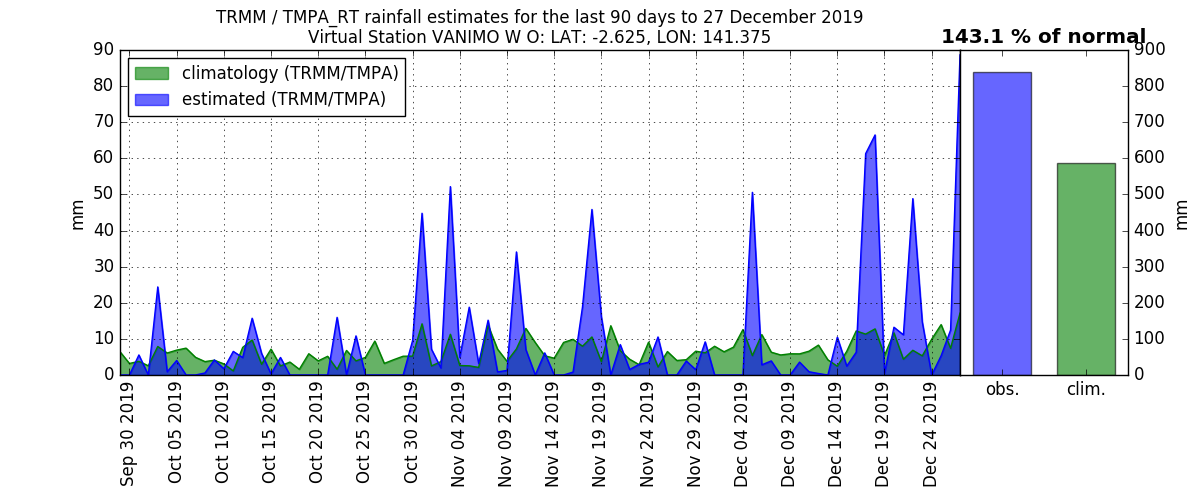 TRMM / TMPA_RT rainfall estimates for the last 90 days to 27 December 2019
Virtual Station VANIMO W O: LAT: -2.625, LON: 141.375
143.1 % of normal
climatology (TRMM/TMPA)
estimated (TRMM/TMPA)
90
80
70
60
50
40
30
20
10
0
mm
900
800
700
600
500
400
300
200
100
0
mm
Sep 30 2019
Oct 05 2019
Oct 10 2019
Oct 15 2019
Oct 20 2019
Oct 25 2019
Oct 30 2019
Nov 04 2019
Nov 09 2019
Nov 14 2019
Nov 19 2019
Nov 24 2019
Nov 29 2019
Dec 04 2019
Dec 09 2019
Dec 14 2019
Dec 19 2019
Dec 24 2019
obs.
clim.